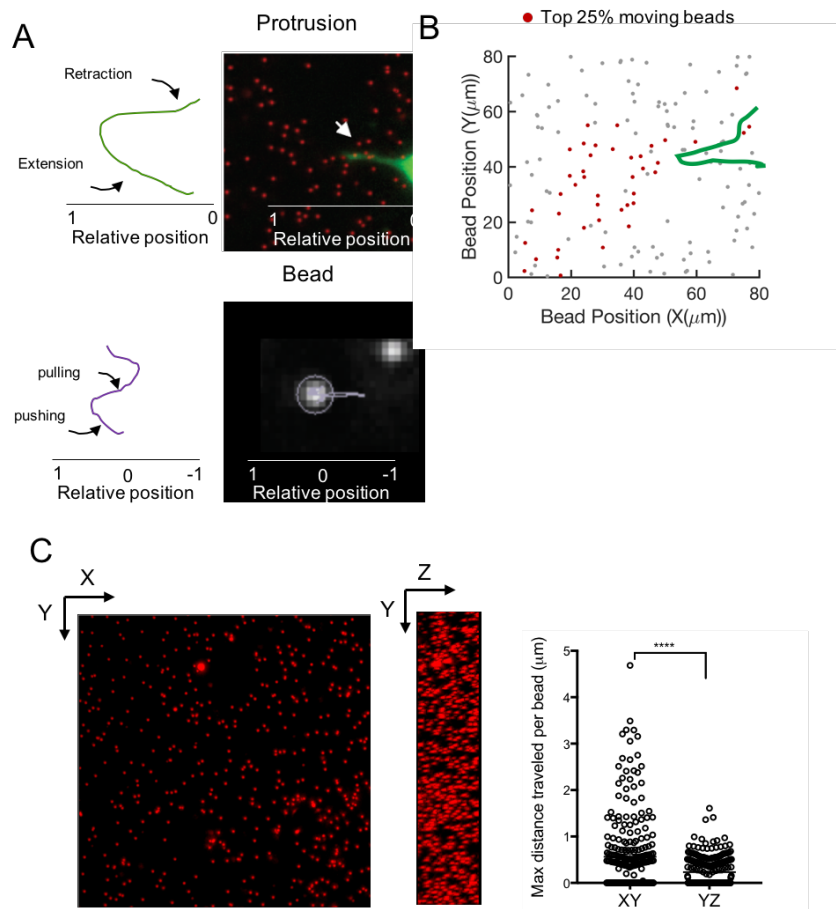 A
Protrusion
Retraction
Extension
1
0
Relative position
1
Relative position
B
Top 25% moving beads
80
60
40
20
0
Bead Position (Y(μm))
0
20
40
60
80
Bead Position (X(μm))
Bead
pulling
pushing
1
0
-1
Relative position
1
0
-1
Relative position
C
X
Y
Z
Y
Max distance traveled per bead (μm)
5
4
3
2
1
0
****
XY
YZ